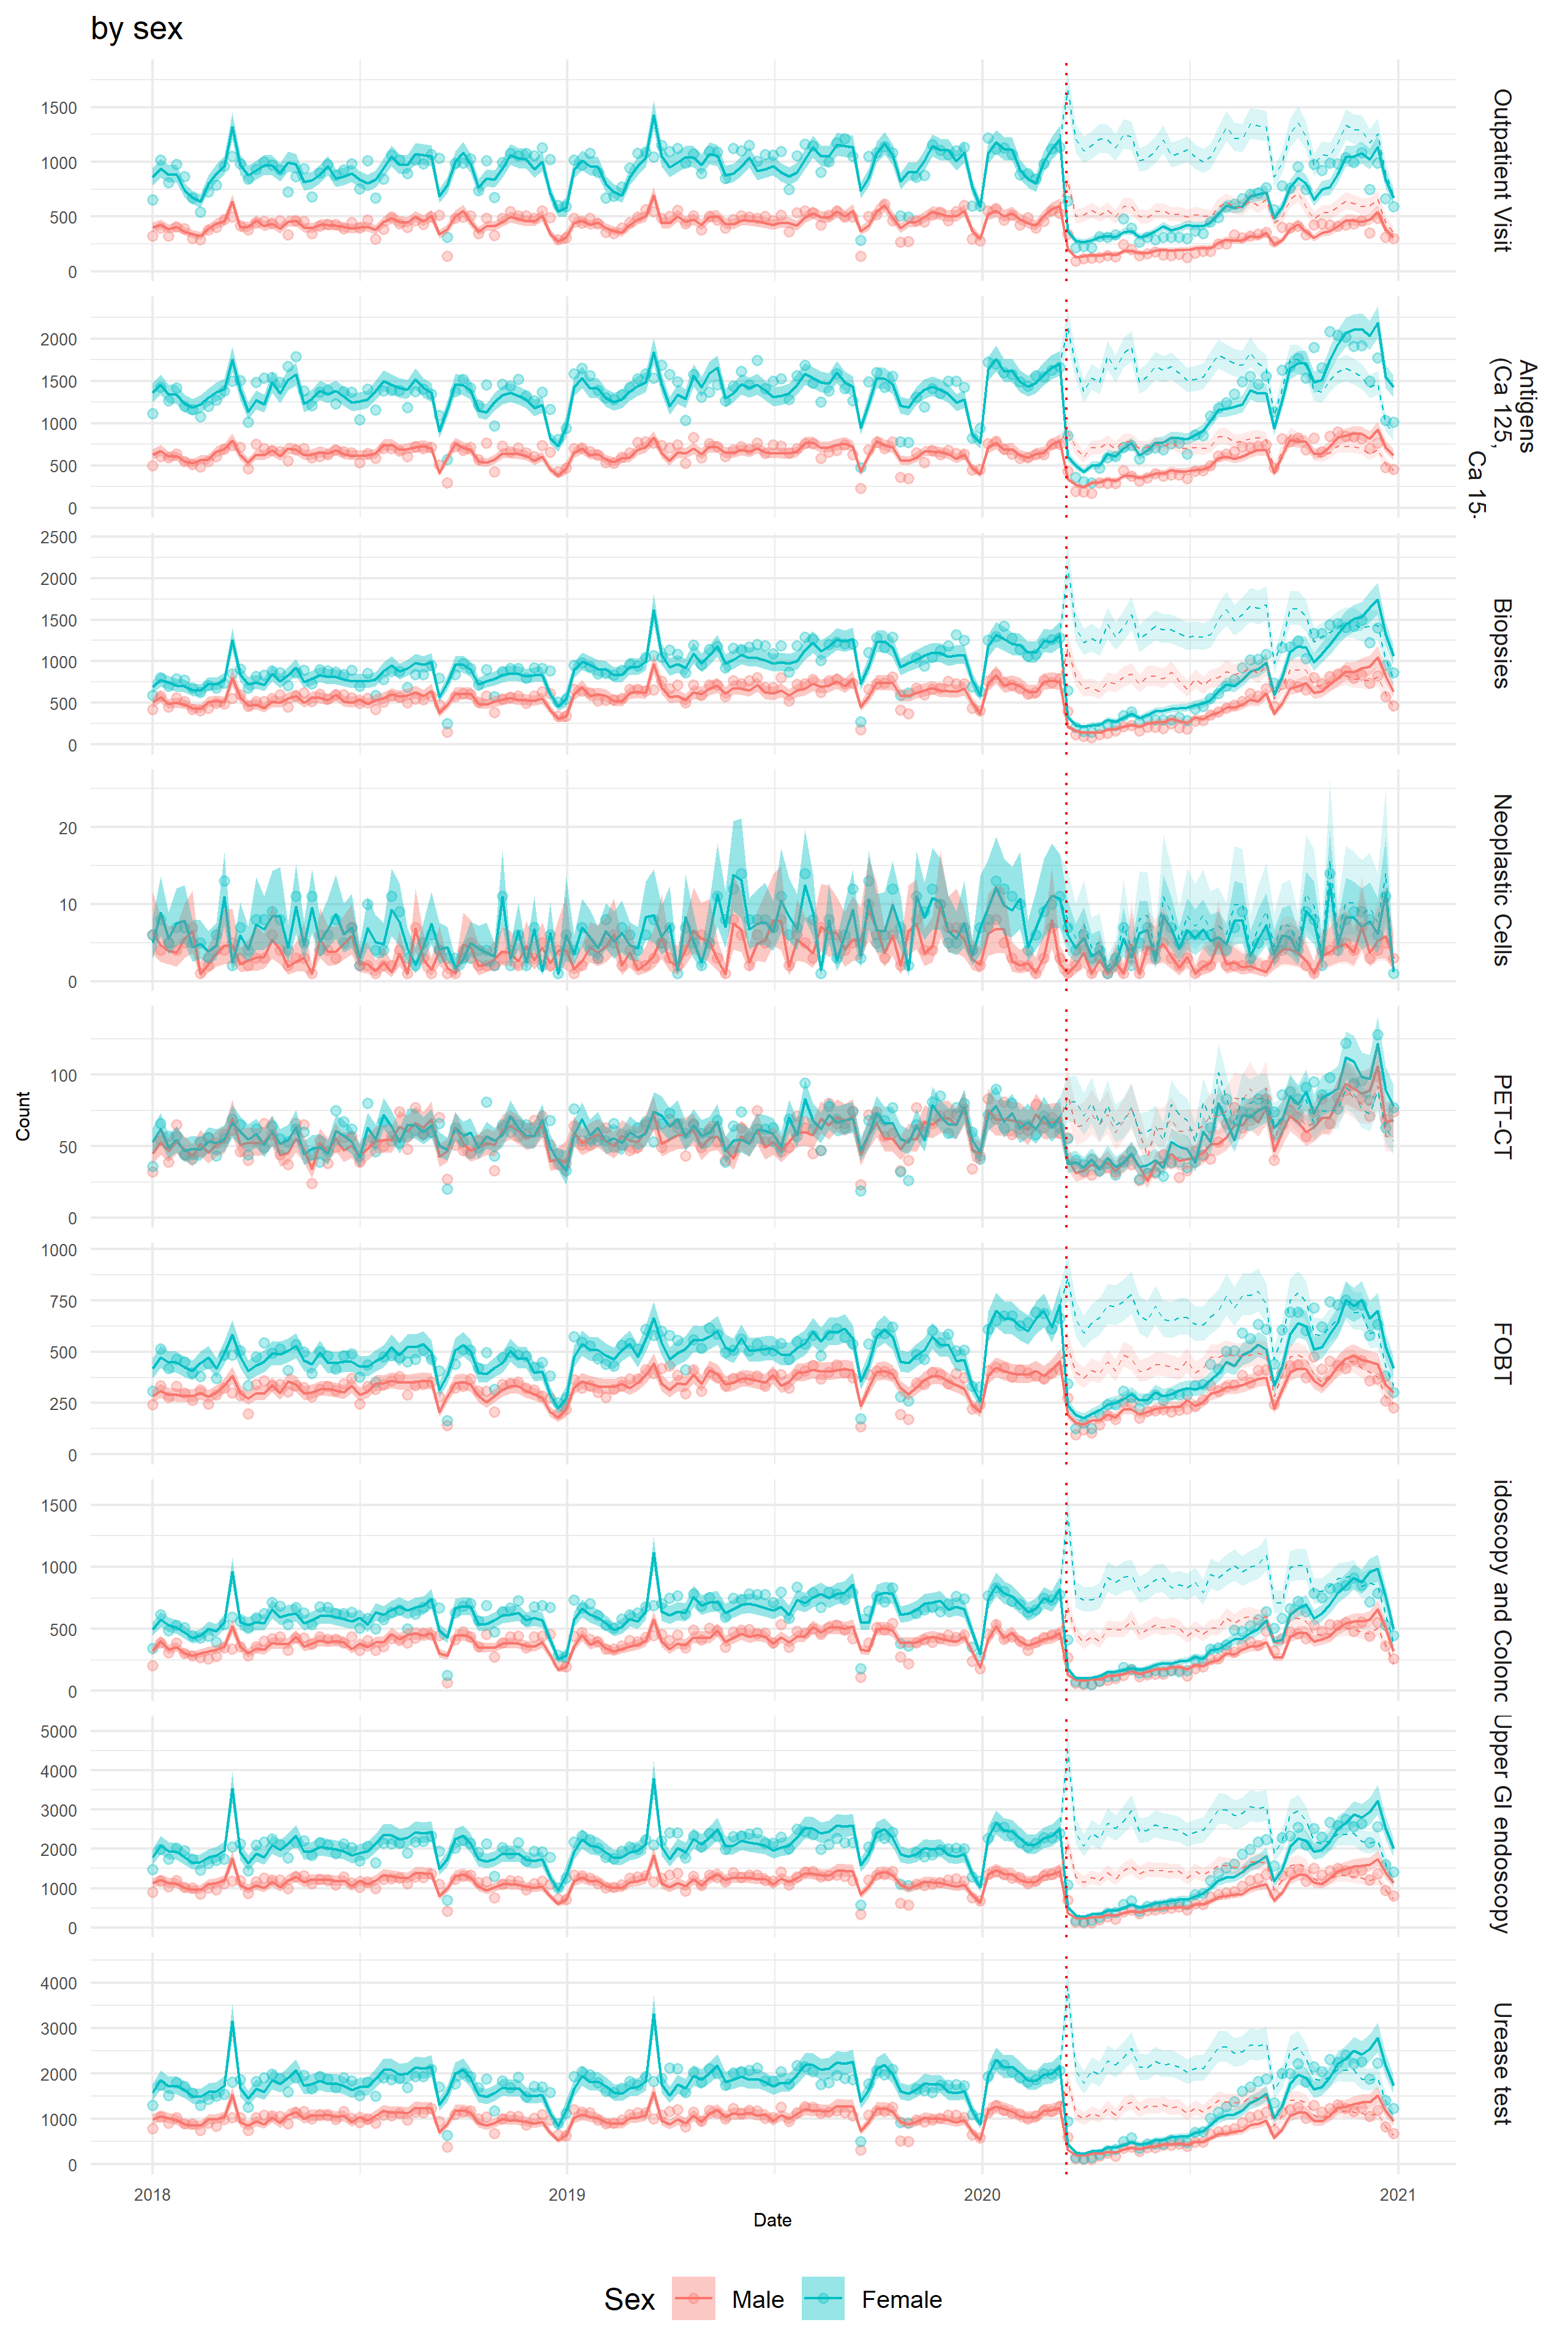 by sex
1500
1000
500
0
Outpatient Visit
2000
1500
1000
500
0
Antigens
(Ca 125,
Ca 15-
2500
2000
1500
1000
500
0
Biopsies
20
10
0
Neoplastic Cells
100
50
0
PET-CT
Count
1000
750
500
250
0
FOBT
1500
1000
500
0
idoscopy and Colono
5000
4000
3000
2000
1000
0
Upper GI endoscopy
4000
3000
2000
1000
0
Urease test
2018 2019 2020 2021
Date
Sex Male Female